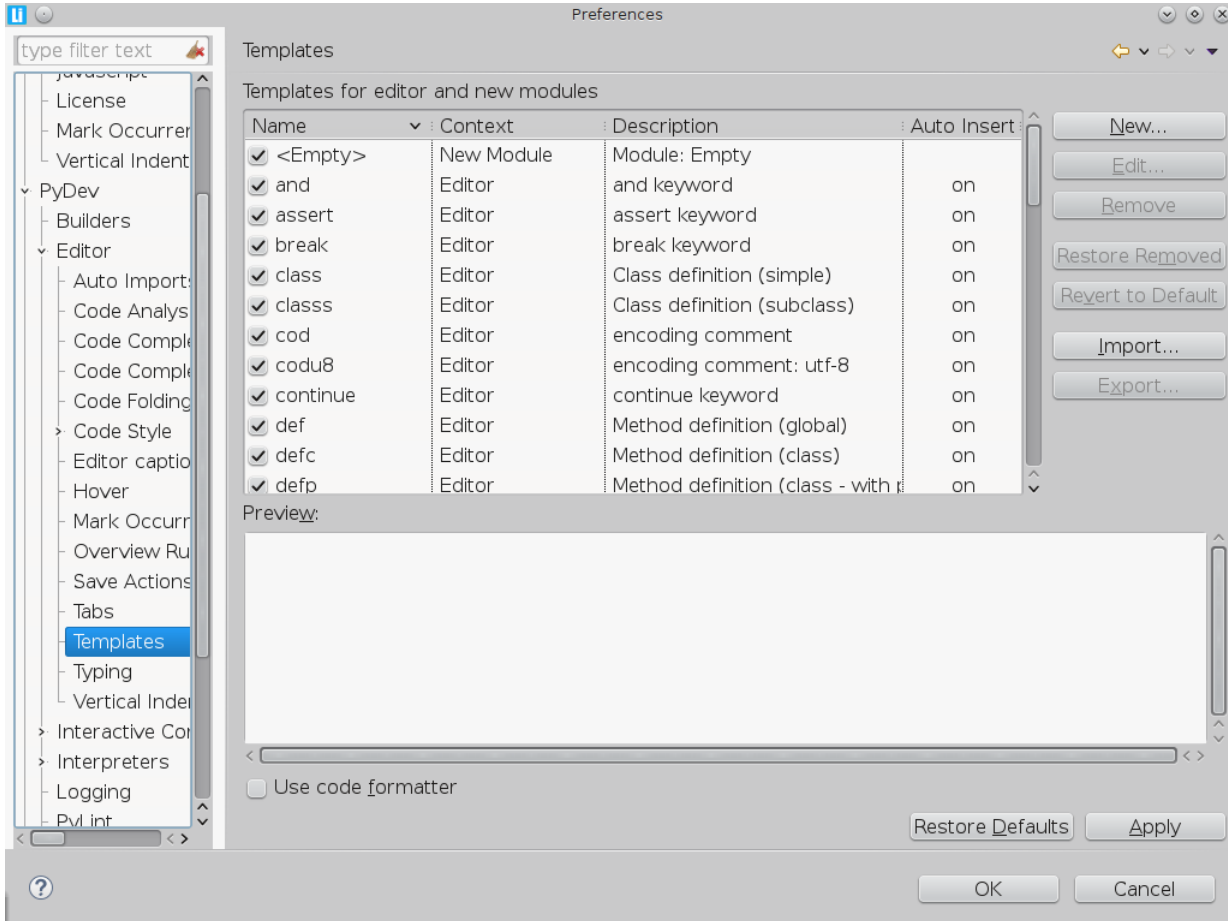 Li
Preferences
type filter text
License
Mark Occurrer
Vertical Indent
PyDev
Builders
Editor
Auto Imports
Code Analys
Code Comple
Code Comple
Code Folding
Code Style
Editor captio
Hover
Mark Occurr
Overview Ru
Save Actions
Tabs
Templates
Typing
Vertical Inder
Interactive Cor
Interpreters
Logging
PyLint
Templates
Templates for editor and new modules
Name Context Description Auto Insert
<Empty> New Module Module: Empty
and Editor and keyword on
assert Editor assert keyword on
break Editor break keyword on
class Editor Class definition (simple) on
classs Editor Class definition (subclass) on
cod Editor encoding comment on
codu8 Editor encoding comment: utf-8 on
continue Editor continue keyword on
def Editor Method definition (global) on
defc Editor Method definition (class) on
defp Editor Method definition (class - with p on
New...
Edit...
Remove
Restore Removed
Revert to Default
Import...
Export...
Preview:
Use code formatter
Restore Defaults Apply
? OK Cancel